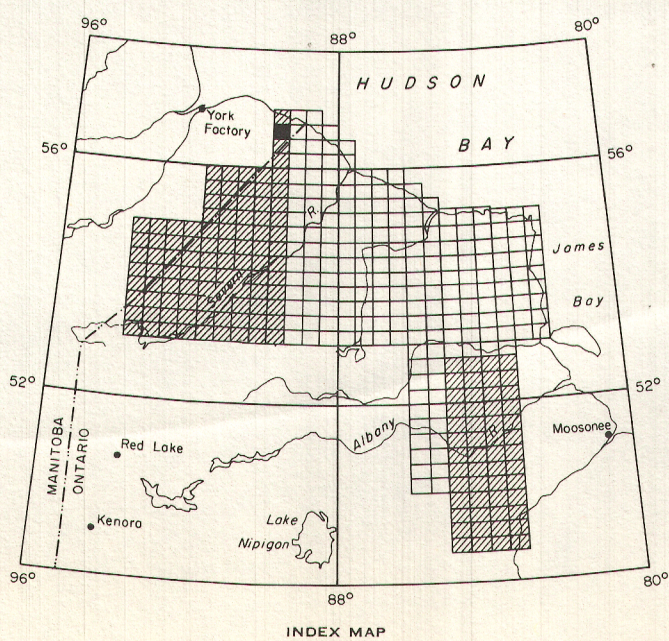 96°
88°
80°
HUDSON
BAY
York
Factory
56°
56°
R.
Severn
James
Bay
52°
52°
MANITOBA
ONTARIO
Red Lake
Albany
R.
Moosonee
Kenora
Lake
Nipigon
96°
88°
80°
INDEX MAP